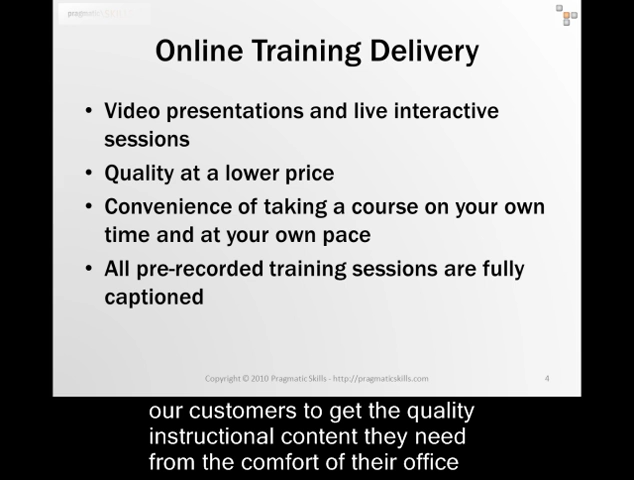 Online Training Delivery
• Video presentations and live interactive
sessions
• Quality at a lower price
• Convenience of taking a course on your own
time and at your own pace
• All pre-recorded training sessions are fully
captioned
Copyright © 2010 PragmaticSkills - http://pragmaticskills.com
4
our customers to get the quality
instructional content they need
from the comfort of their office